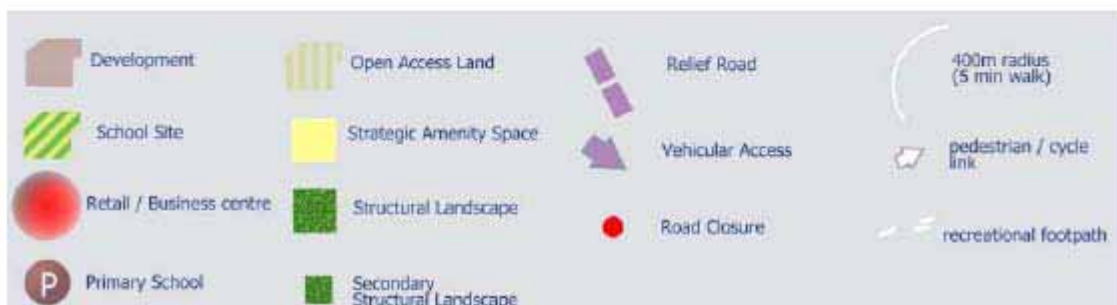 Development
School Site
Retail / Business centre
P
Primary School
Open Access Land
Strategic Amenity Space
Structural Landscape
Secondary
Structural Landscape
Relief Road
Vehicular Access
Road Closure
400m radius
(5 min walk)
pedestrian / cycle
link
recreational footpath